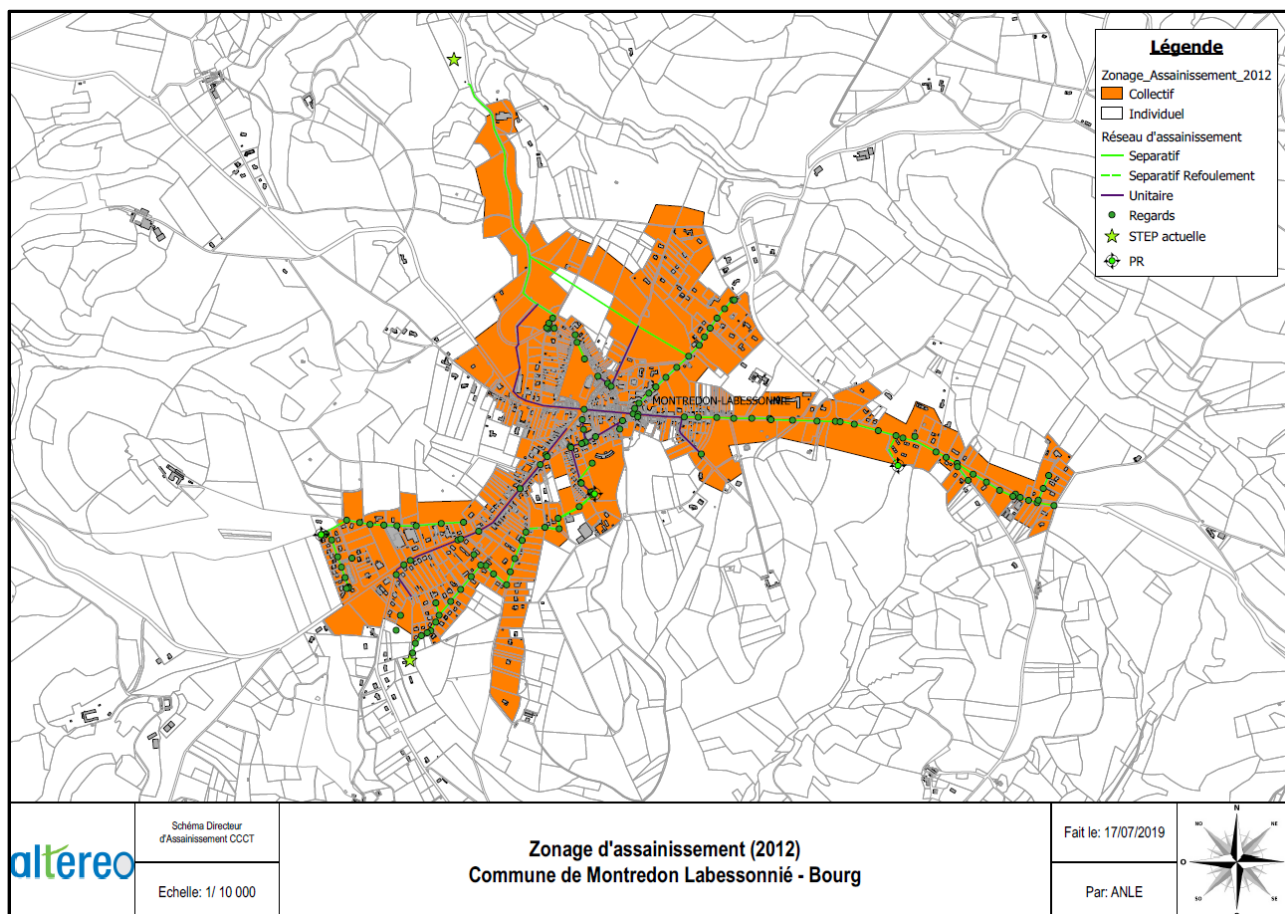 Légende
Zonage_Assainissement_2012
Collectif
Individuel
Réseau d'assainissement
Separatif
Separatif Refoulement
Unitaire
Regards
STEP actuelle
PR
MONTREDON-LABESSONNIE
altereo
Schéma Directeur
d'Assainissement CCCT
Echelle: 1/ 10 000
Zonage d'assainissement (2012)
Commune de Montredon Labessonnié - Bourg
Fait le: 17/07/2019
Par: ANLE
N
NO
NE
O
E
SO
SE